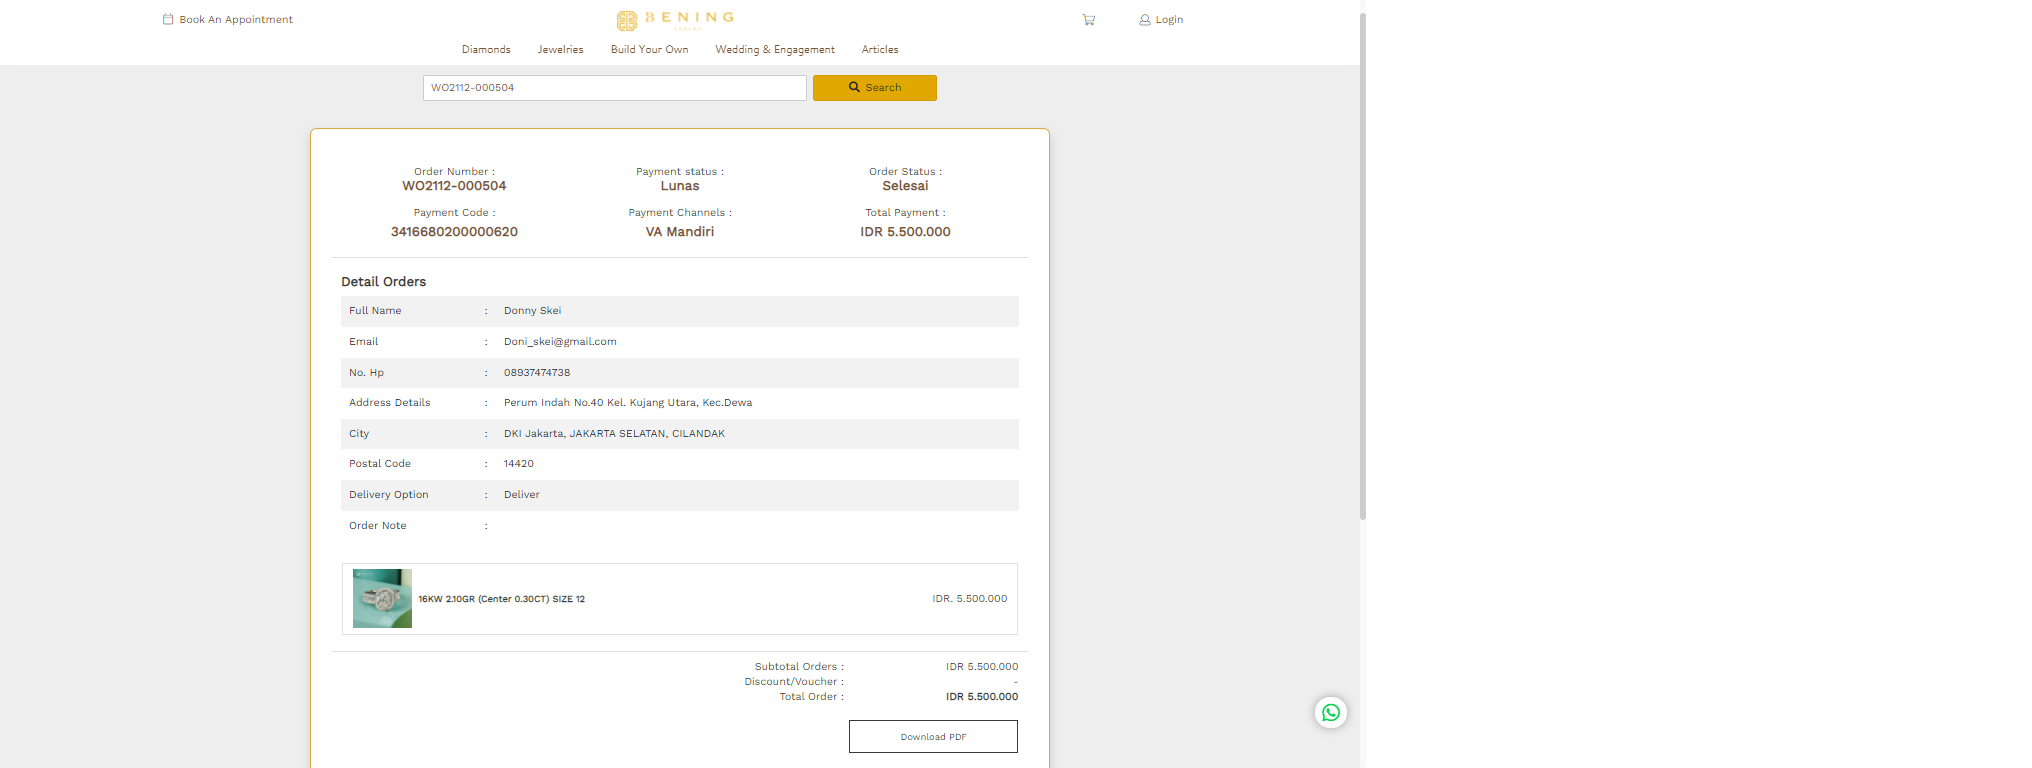 Book An Appointment
BENING
Login
Diamonds Jewelries Build Your Own Wedding & Engagement Articles
WO2112-000504 Search
Order Number : Payment status : Order Status :
WO2112-000504 Lunas Selesai
Payment Code : Payment Channels : Total Payment :
3416680200000620 VA Mandiri IDR 5.500.000
Detail Orders
Full Name : Donny Skei
Email : Doni_skei@gmail.com
No. Hp : 08937474738
Address Details : Perum Indah No.40 Kel. Kujang Utara, Kec.Dewa
City : DKI Jakarta, JAKARTA SELATAN, CILANDAK
Postal Code : 14420
Delivery Option : Deliver
Order Note :
16KW 2.10GR (Center 0.30CT) SIZE 12 IDR. 5.500.000
Subtotal Orders : IDR 5.500.000
Discount/Voucher : -
Total Order : IDR 5.500.000
Download PDF